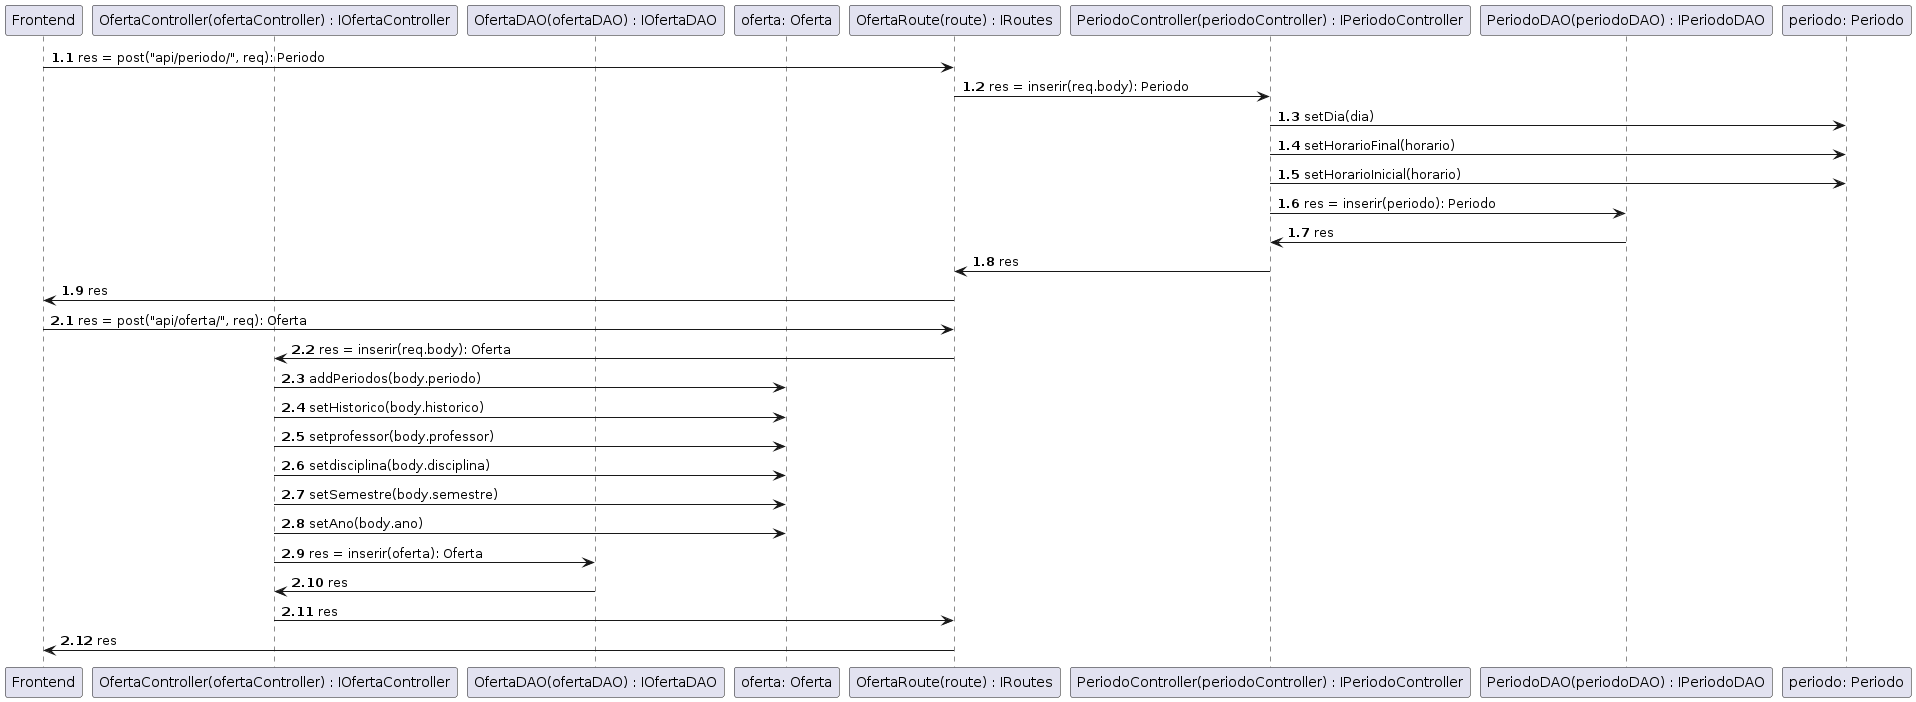 Frontend
OfertaController(ofertaController) : IOfertaController
OfertaDAO(ofertaDAO) : IOfertaDAO
oferta: Oferta
OfertaRoute(route) : IRoutes
PeriodoController(periodoController) : IPeriodoController
PeriodoDAO(periodoDAO) : IPeriodoDAO
periodo: Periodo
1.1 res = post("api/periodo/", req): Periodo
1.2 res = inserir(req.body): Periodo
1.3 setDia(dia)
1.4 setHorarioFinal(horario)
1.5 setHorarioInicial(horario)
1.6 res = inserir(periodo): Periodo
1.7 res
1.8 res
1.9 res
2.1 res = post("api/oferta/", req): Oferta
2.2 res = inserir(req.body): Oferta
2.3 addPeriodos(body.periodo)
2.4 setHistorico(body.historico)
2.5 setprofessor(body.professor)
2.6 setdisciplina(body.disciplina)
2.7 setSemestre(body.semestre)
2.8 setAno(body.ano)
2.9 res = inserir(oferta): Oferta
2.10 res
2.11 res
2.12 res
Frontend
OfertaController(ofertaController) : IOfertaController
OfertaDAO(ofertaDAO) : IOfertaDAO
oferta: Oferta
OfertaRoute(route) : IRoutes
PeriodoController(periodoController) : IPeriodoController
PeriodoDAO(periodoDAO) : IPeriodoDAO
periodo: Periodo